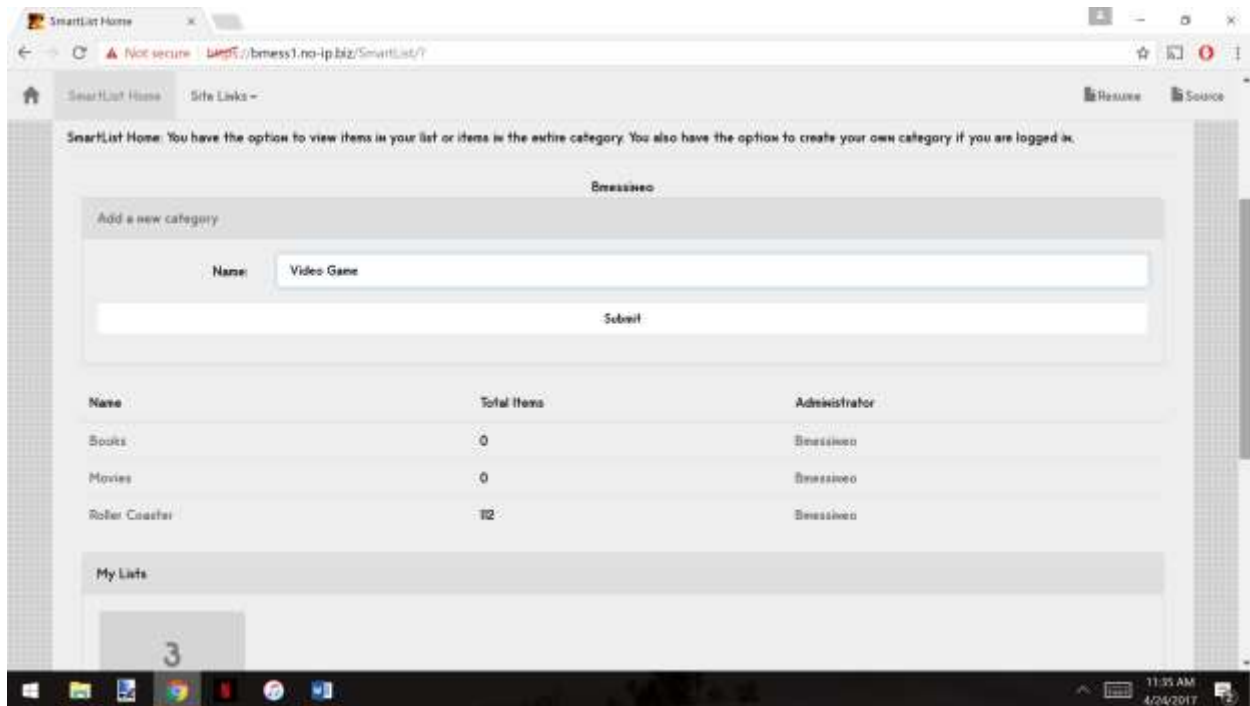 SmartList Home
Not secure https://bmess1.no-ip.biz/SmartList/?
SmartList Home Site Links Resume Source
SmartList Home: You have the option to view items in your list or items in the entire category. You also have the option to create your own category if you are logged in.
Bmessineo
Add a new category
Name: Video Game
Submit
Name Total Items Administrator
Books 0 Bmessineo
Movies 0 Bmessineo
Roller Coaster 112 Bmessineo
My Lists
3
11:35 AM
4/24/2017